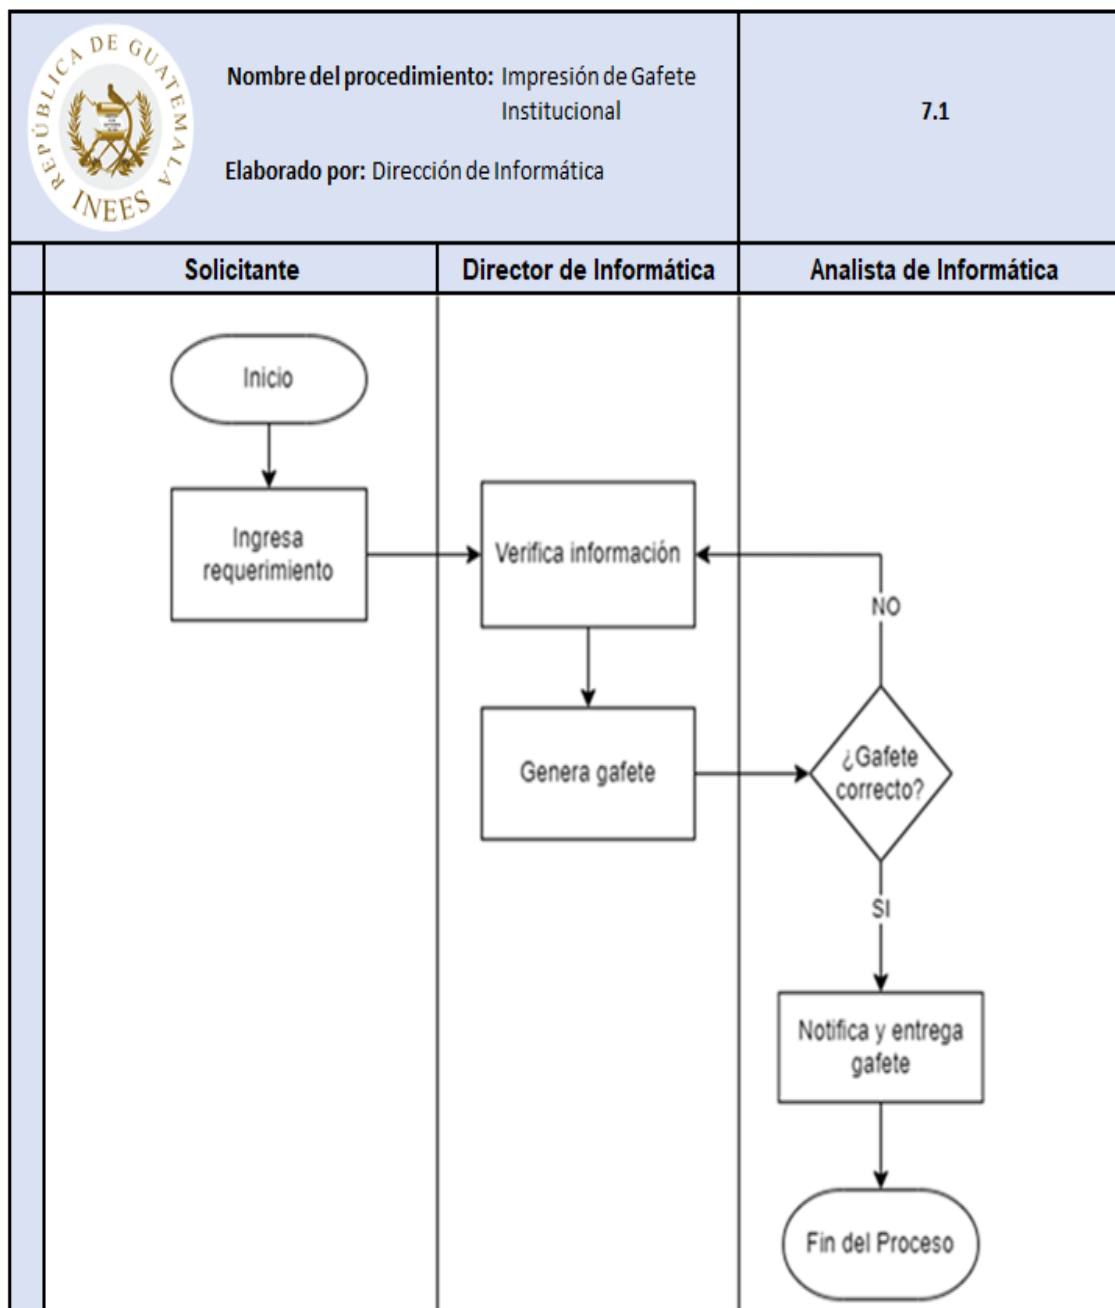 REPÚBLICA DE GUATEMALA
INEES
Nombre del procedimiento: Impresión de Gafete
Institucional
Elaborado por: Dirección de Informática
7.1
Solicitante
Director de Informática
Analista de Informática
Inicio
Ingresa
requerimiento
Verifica información
NO
Genera gafete
¿Gafete
correcto?
SI
Notifica y entrega
gafete
Fin del Proceso